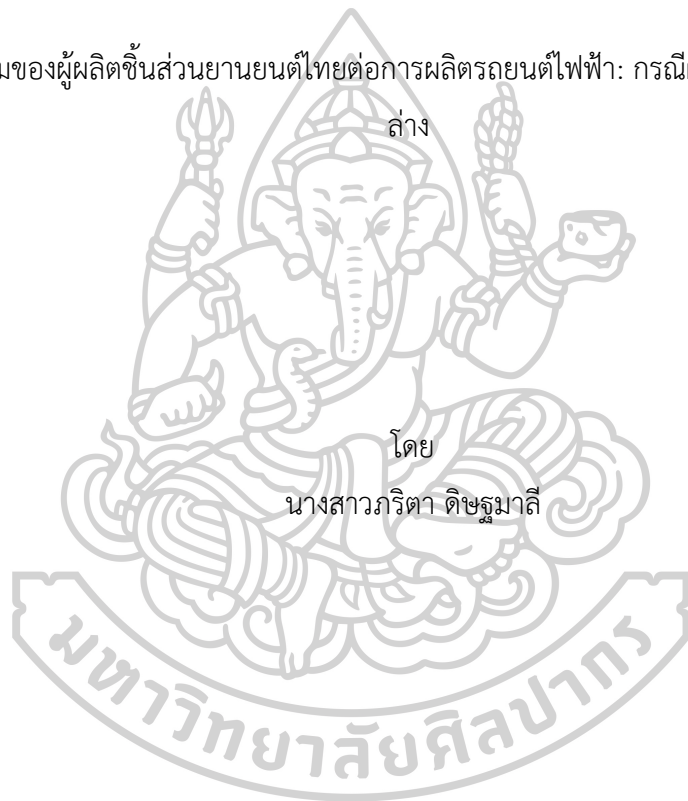 มของผู้ผลิตชิ้นส่วนยานยนต์ไทยต่อการผลิตรถยนต์ไฟฟ้า: กรณี
ล่าง
โดย
นางสาวภริตา ดิษฐมาลี
มหาวิทยาลัยศิลปากร